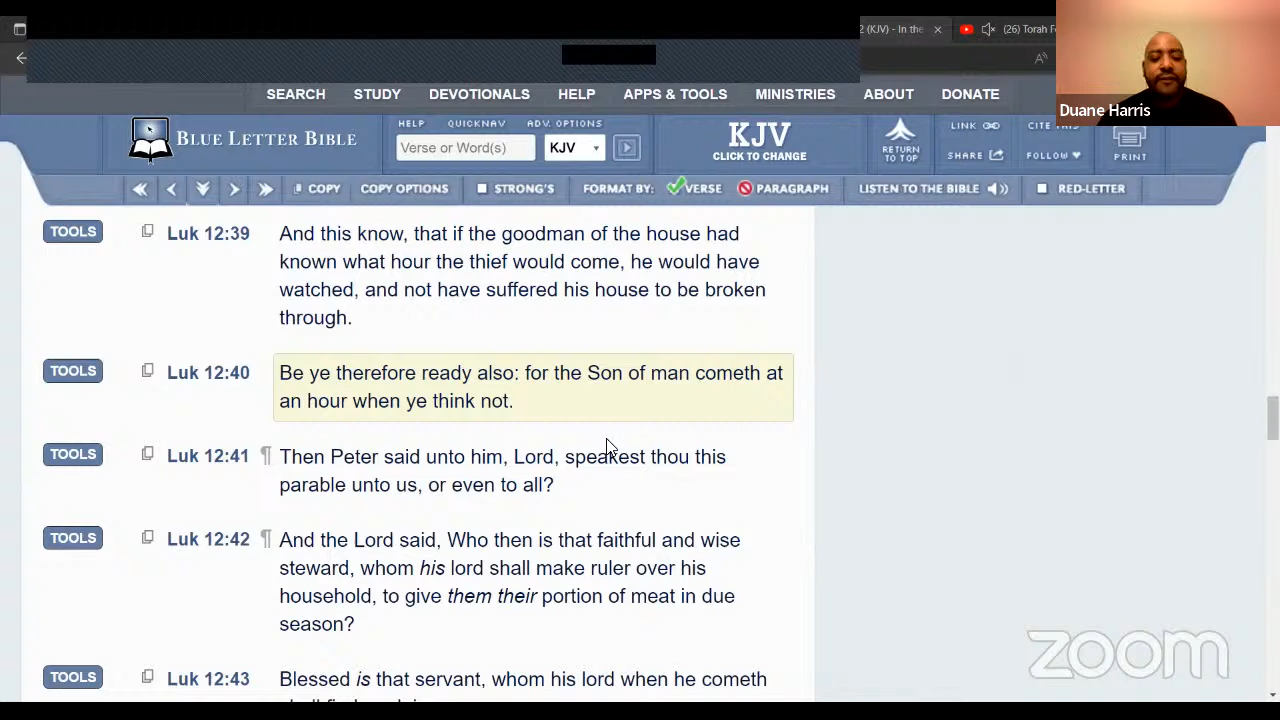 2 (KJV) - In the
(26) Torah Fo
A
Duane Harris
SEARCH STUDY DEVOTIONALS HELP APPS & TOOLS MINISTRIES ABOUT DONATE
BLUE LETTER BIBLE
HELP QUICKNAV ADV. OPTIONS
Verse or Word(s) KJV
KJV
CLICK TO CHANGE
RETURN
TO TOP
LINK CITE THIS
SHARE FOLLOW
PRINT
COPY COPY OPTIONS STRONG'S FORMAT BY: VERSE PARAGRAPH LISTEN TO THE BIBLE RED-LETTER
TOOLS Luk 12:39 And this know, that if the goodman of the house had
known what hour the thief would come, he would have
watched, and not have suffered his house to be broken
through.
TOOLS Luk 12:40 Be ye therefore ready also: for the Son of man cometh at
an hour when ye think not.
TOOLS Luk 12:41 ¶ Then Peter said unto him, Lord, speakest thou this
parable unto us, or even to all?
TOOLS Luk 12:42 ¶ And the Lord said, Who then is that faithful and wise
steward, whom his lord shall make ruler over his
household, to give them their portion of meat in due
season?
TOOLS Luk 12:43 Blessed is that servant, whom his lord when he cometh
zoom